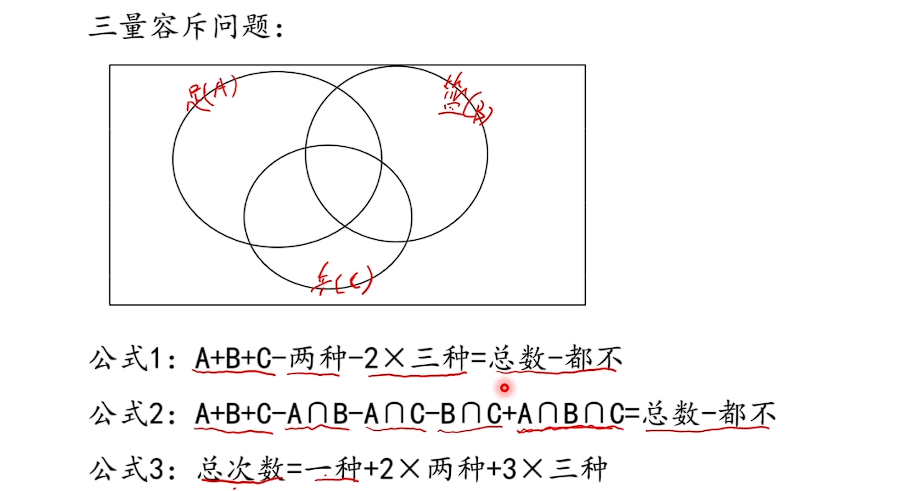 三量容斥问题：
足(A)
篮(B)
兵(C)
公式1：A+B+C-两种-2×三种=总数-都不
公式2：A+B+C-A∩B-A∩C-B∩C+A∩B∩C=总数-都不
公式3：总次数=一种+2×两种+3×三种